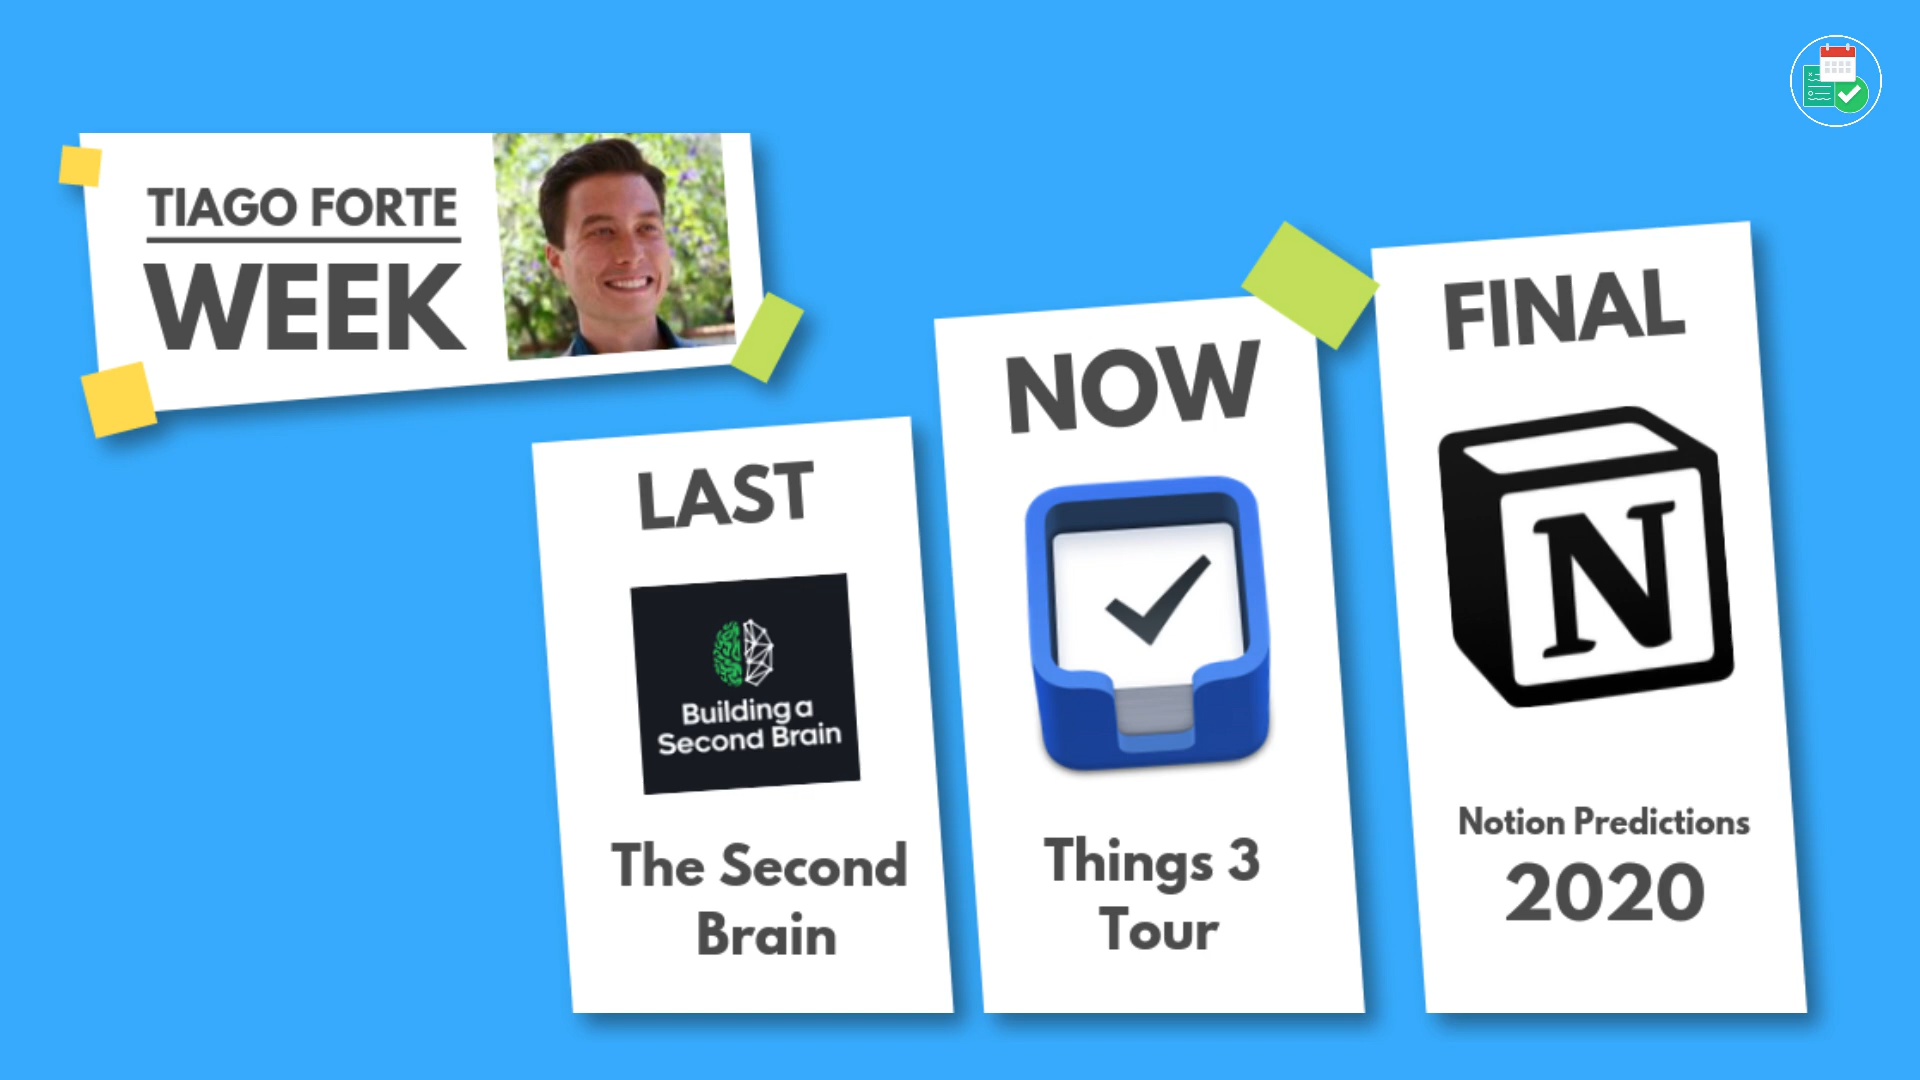 TIAGO FORTE
WEEK
LAST
Building a
Second Brain
The Second
Brain
NOW
Things 3
Tour
FINAL
N
Notion Predictions
2020